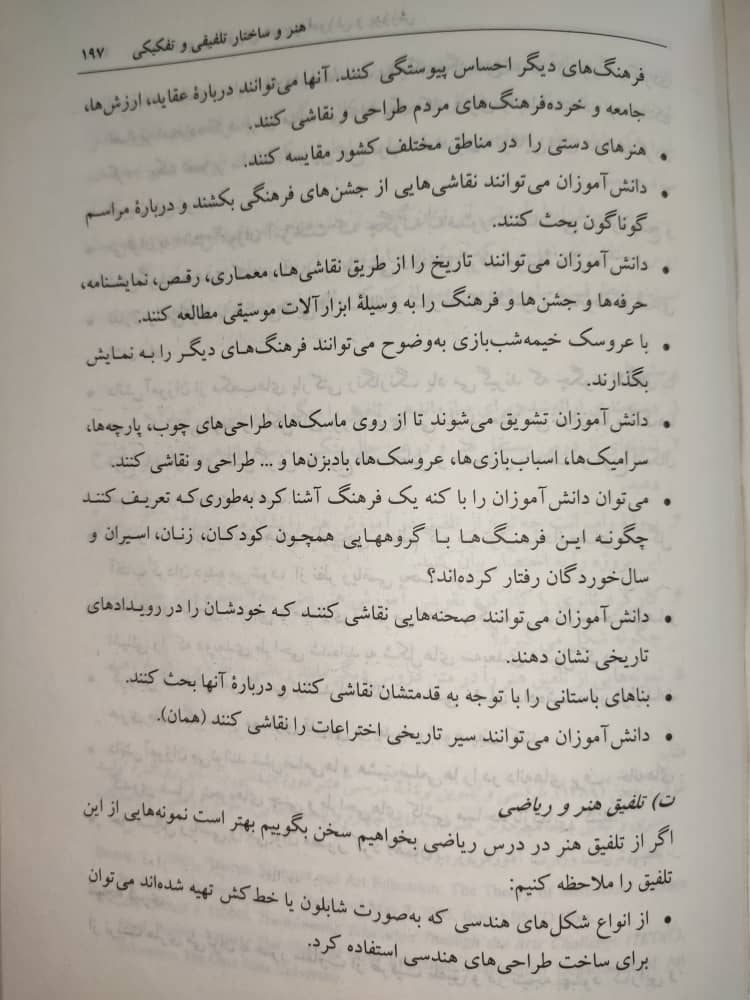 هنر و ساختار تلفیقی و تفکیکی ۱۹۷
فرهنگ‌های دیگر احساس پیوستگی کنند. آنها می‌توانند دربارهٔ عقاید، ارزش‌ها،
جامعه و خرده‌فرهنگ‌های مردم طراحی و نقاشی کنند.
• هنرهای دستی را در مناطق مختلف کشور مقایسه کنند.
• دانش‌آموزان می‌توانند نقاشی‌هایی از جشن‌های فرهنگی بکشند و دربارهٔ مراسم
گوناگون بحث کنند.
• دانش‌آموزان می‌توانند تاریخ را از طریق نقاشی‌ها، معماری، رقص، نمایشنامه،
حرفه‌ها و جشن‌ها و فرهنگ را به وسیلهٔ ابزارآلات موسیقی مطالعه کنند.
• با عروسک خیمه‌شب‌بازی به‌وضوح می‌توانند فرهنگ‌های دیگر را به نمایش
بگذارند.
• دانش‌آموزان تشویق می‌شوند تا از روی ماسک‌ها، طراحی‌های چوب، پارچه‌ها،
سرامیک‌ها، اسباب‌بازی‌ها، عروسک‌ها، بادبزن‌ها و ... طراحی و نقاشی کنند.
• می‌توان دانش‌آموزان را با کنه یک فرهنگ آشنا کرد به‌طوری‌که تعریف کنند
چگونه این فرهنگ‌ها با گروههایی همچون کودکان، زنان، اسیران و
سال‌خوردگان رفتار کرده‌اند؟
• دانش‌آموزان می‌توانند صحنه‌هایی نقاشی کنند که خودشان را در رویدادهای
تاریخی نشان دهند.
• بناهای باستانی را با توجه به قدمتشان نقاشی کنند و دربارهٔ آنها بحث کنند.
• دانش‌آموزان می‌توانند سیر تاریخی اختراعات را نقاشی کنند (همان).
ت) تلفیق هنر و ریاضی
اگر از تلفیق هنر در درس ریاضی بخواهیم سخن بگوییم بهتر است نمونه‌هایی از این
تلفیق را ملاحظه کنیم:
• از انواع شکل‌های هندسی که به‌صورت شابلون یا خط‌کش تهیه شده‌اند می‌توان
برای ساخت طراحی‌های هندسی استفاده کرد.